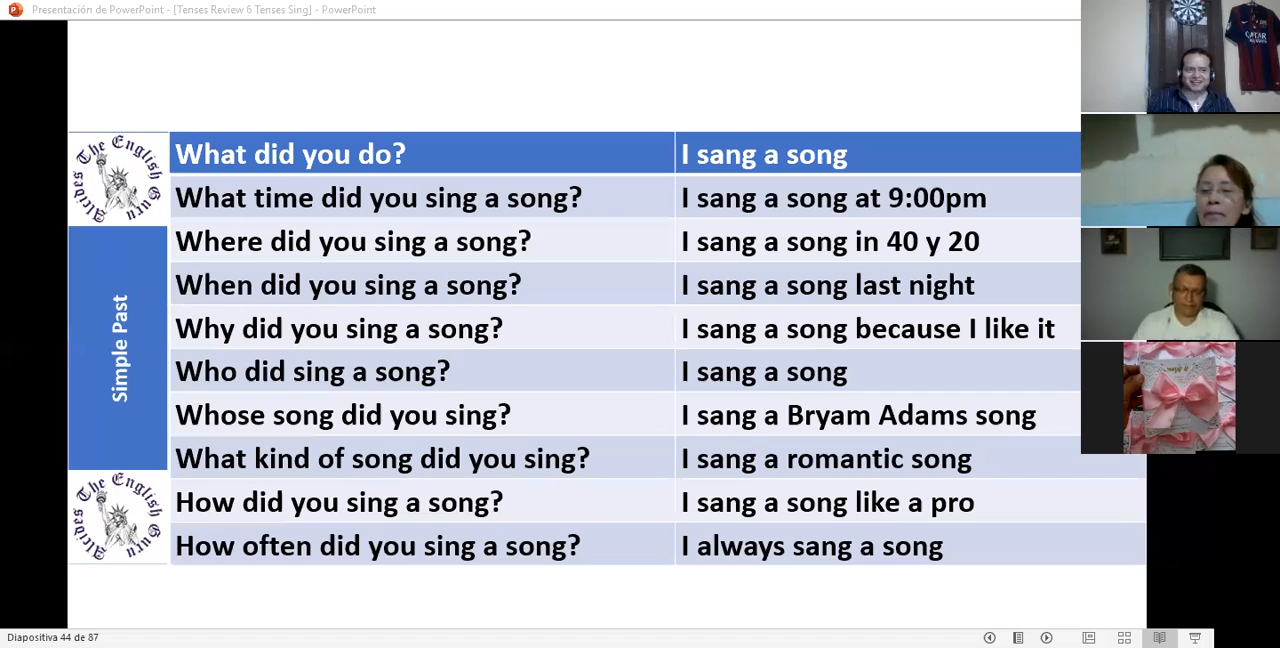 Presentación de PowerPoint - [Tenses Review 6 Tenses Sing] - PowerPoint
The English Guru
Alcides
Simple Past
The English Guru
Alcides
What did you do? I sang a song
What time did you sing a song? I sang a song at 9:00pm
Where did you sing a song? I sang a song in 40 y 20
When did you sing a song? I sang a song last night
Why did you sing a song? I sang a song because I like it
Who did sing a song? I sang a song
Whose song did you sing? I sang a Bryam Adams song
What kind of song did you sing? I sang a romantic song
How did you sing a song? I sang a song like a pro
How often did you sing a song? I always sang a song
QATAR
Diapositiva 44 de 87